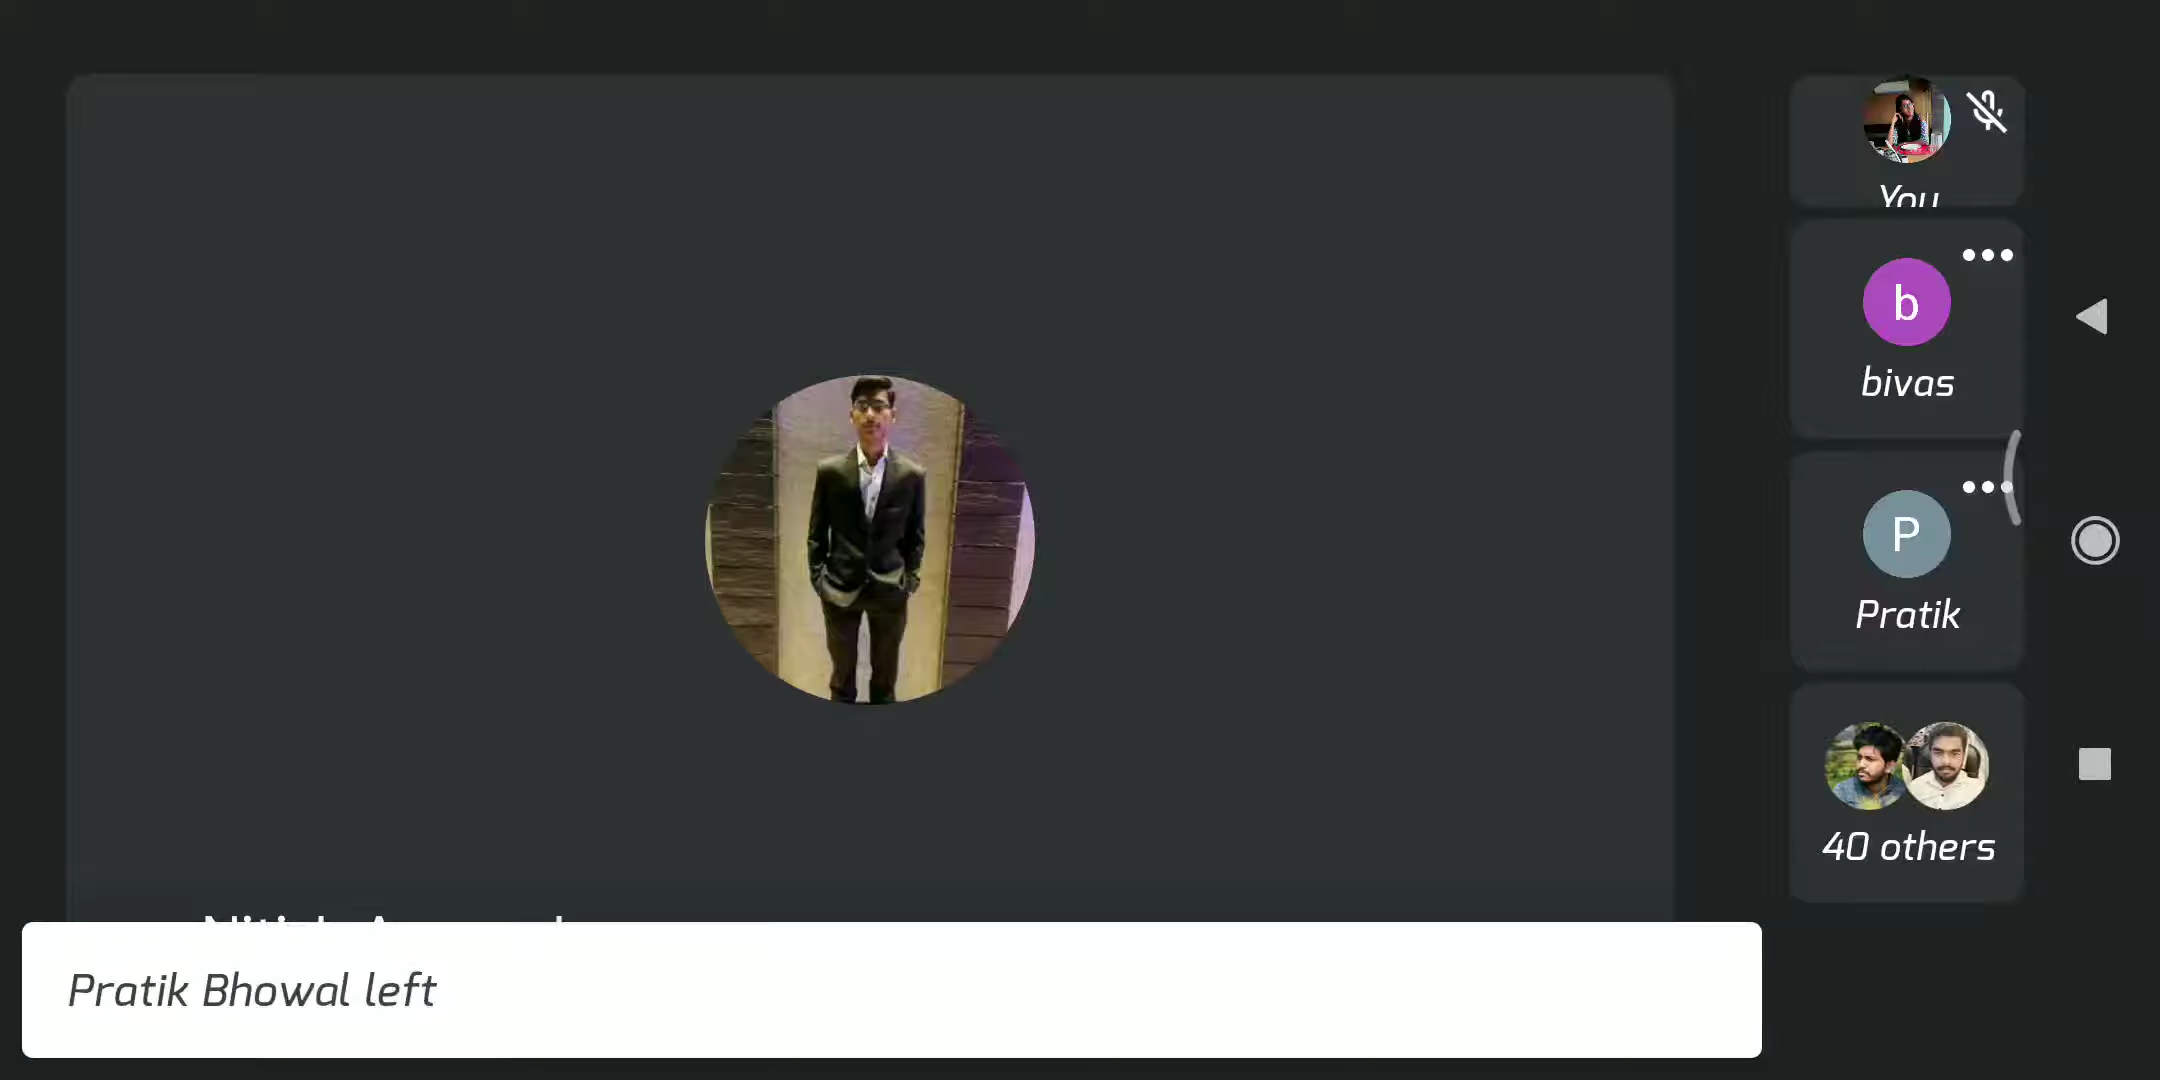 You
b
bivas
P
Pratik
40 others
Pratik Bhowal left